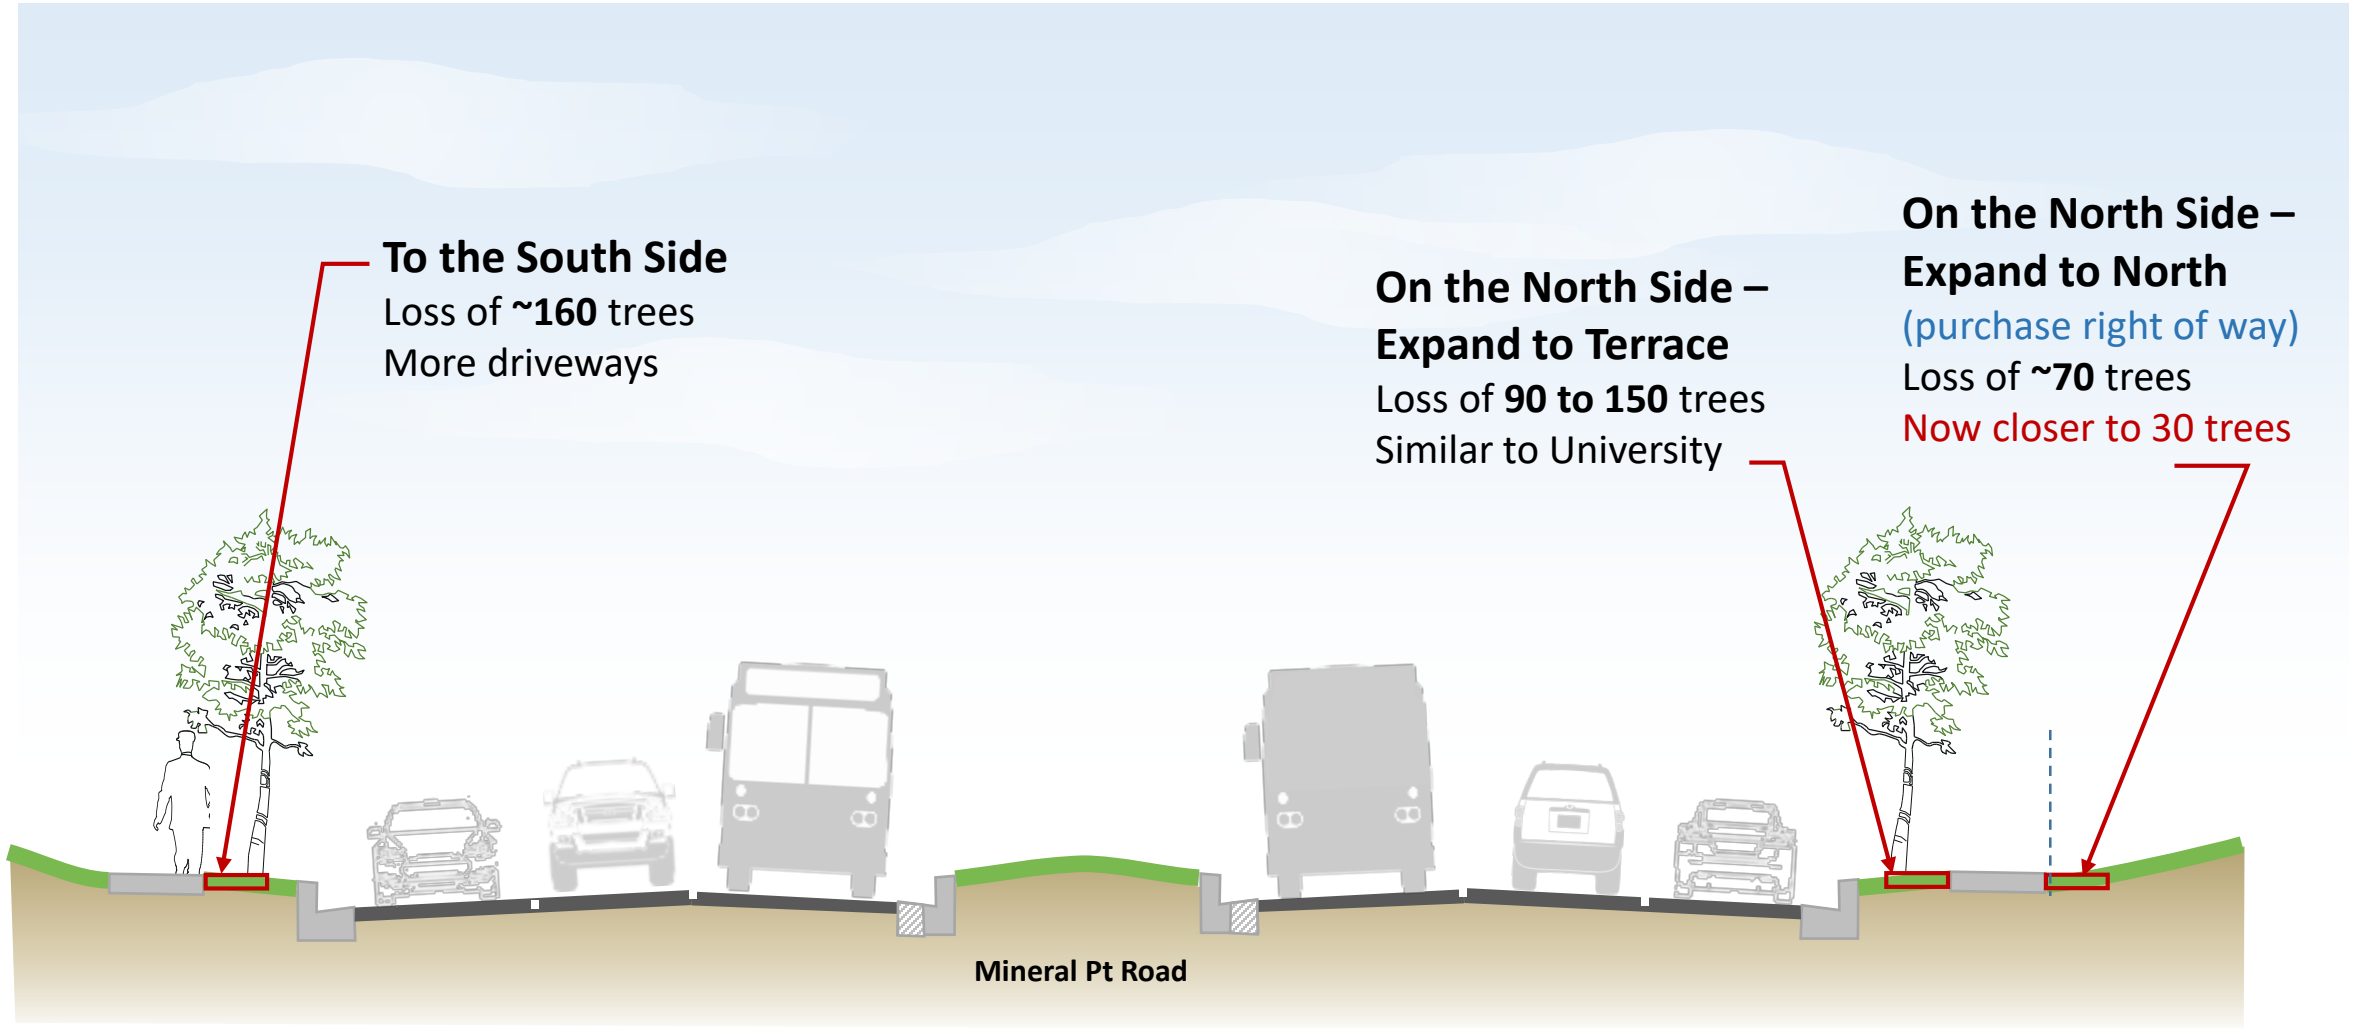 To the South Side
Loss of ~160 trees
More driveways
On the North Side –
Expand to Terrace
Loss of 90 to 150 trees
Similar to University
On the North Side –
Expand to North
(purchase right of way)
Loss of ~70 trees
Now closer to 30 trees
Mineral Pt Road